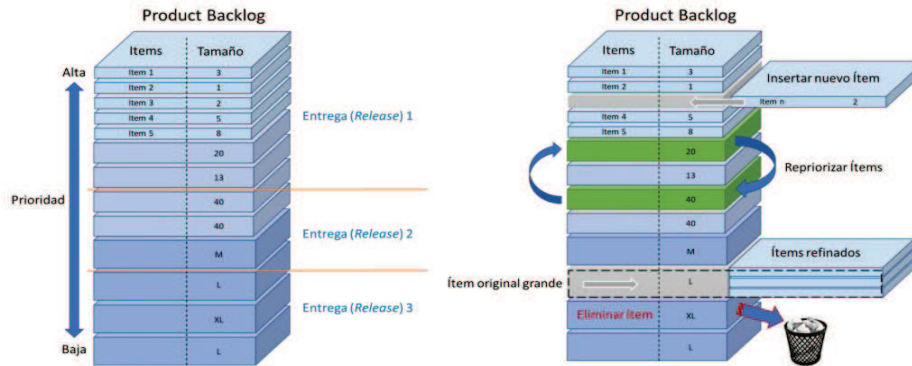 Product Backlog
Items Tamaño
Alta
Item 1 3
Item 2 1
Item 3 2
Item 4 5
Item 5 8
Entrega (Release) 1
20
13
Prioridad
40
40
Entrega (Release) 2
M
L
Entrega (Release) 3
XL
Baja
L
Product Backlog
Items Tamaño
Item 1 3
Item 2 1
Insertar nuevo Ítem
Item n 2
Item 4 5
Item 5 8
20
13
Repriorizar Ítems
40
40
M
Ítems refinados
Ítem original grande
L
Eliminar ítem
XL
L